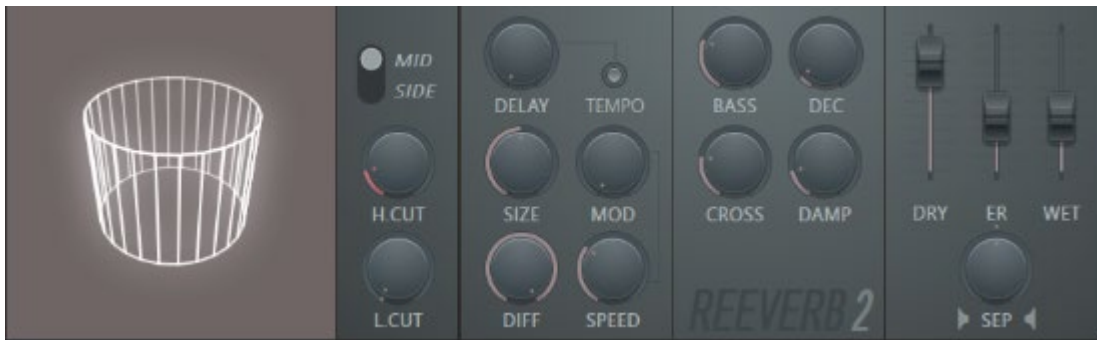 MID
SIDE
H.CUT
L.CUT
DELAY TEMPO
SIZE MOD
DIFF SPEED
BASS DEC
CROSS DAMP
REEVERB 2
DRY ER WET
SEP